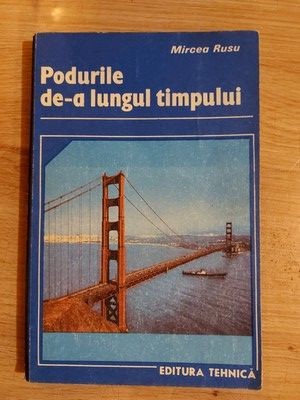 Mircea Rusu
Podurile
de-a lungul timpului
EDITURA TEHNICĂ